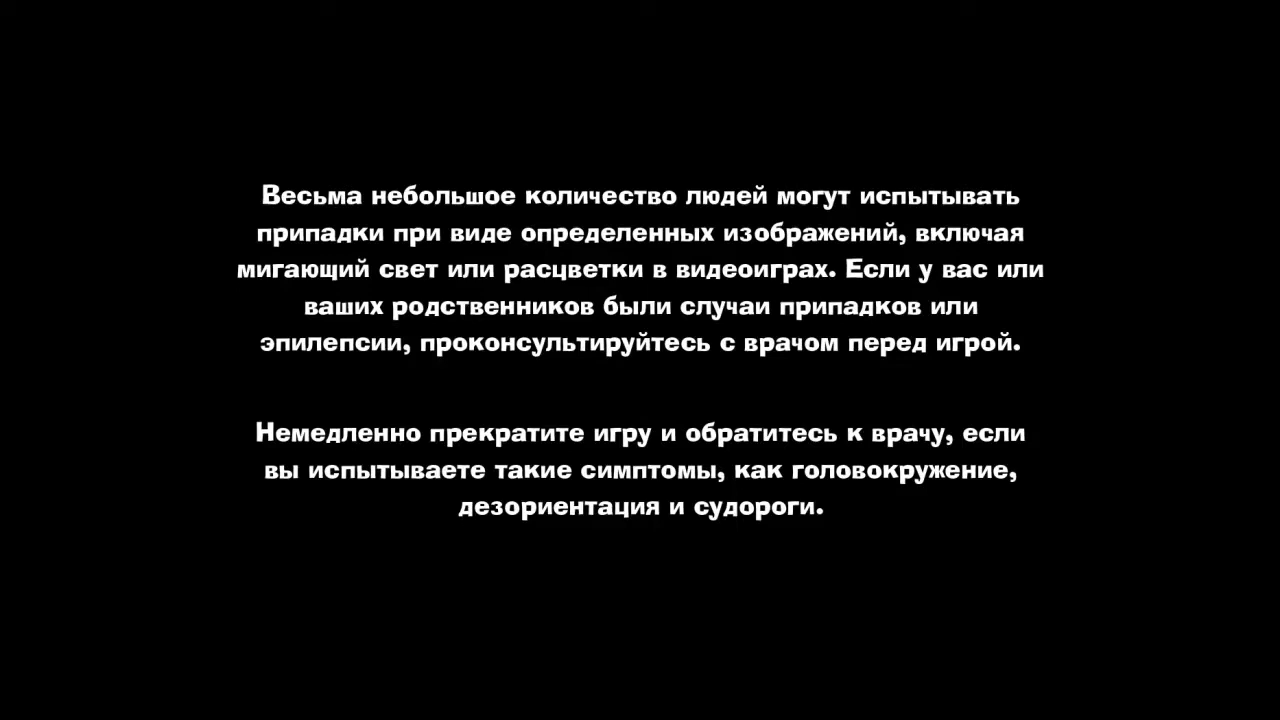 Весьма небольшое количество людей могут испытывать
припадки при виде определенных изображений, включая
мигающий свет или расцветки в видеоиграх. Если у вас или
ваших родственников были случаи припадков или
эпилепсии, проконсультируйтесь с врачом перед игрой.
Немедленно прекратите игру и обратитесь к врачу, если
вы испытываете такие симптомы, как головокружение,
дезориентация и судороги.